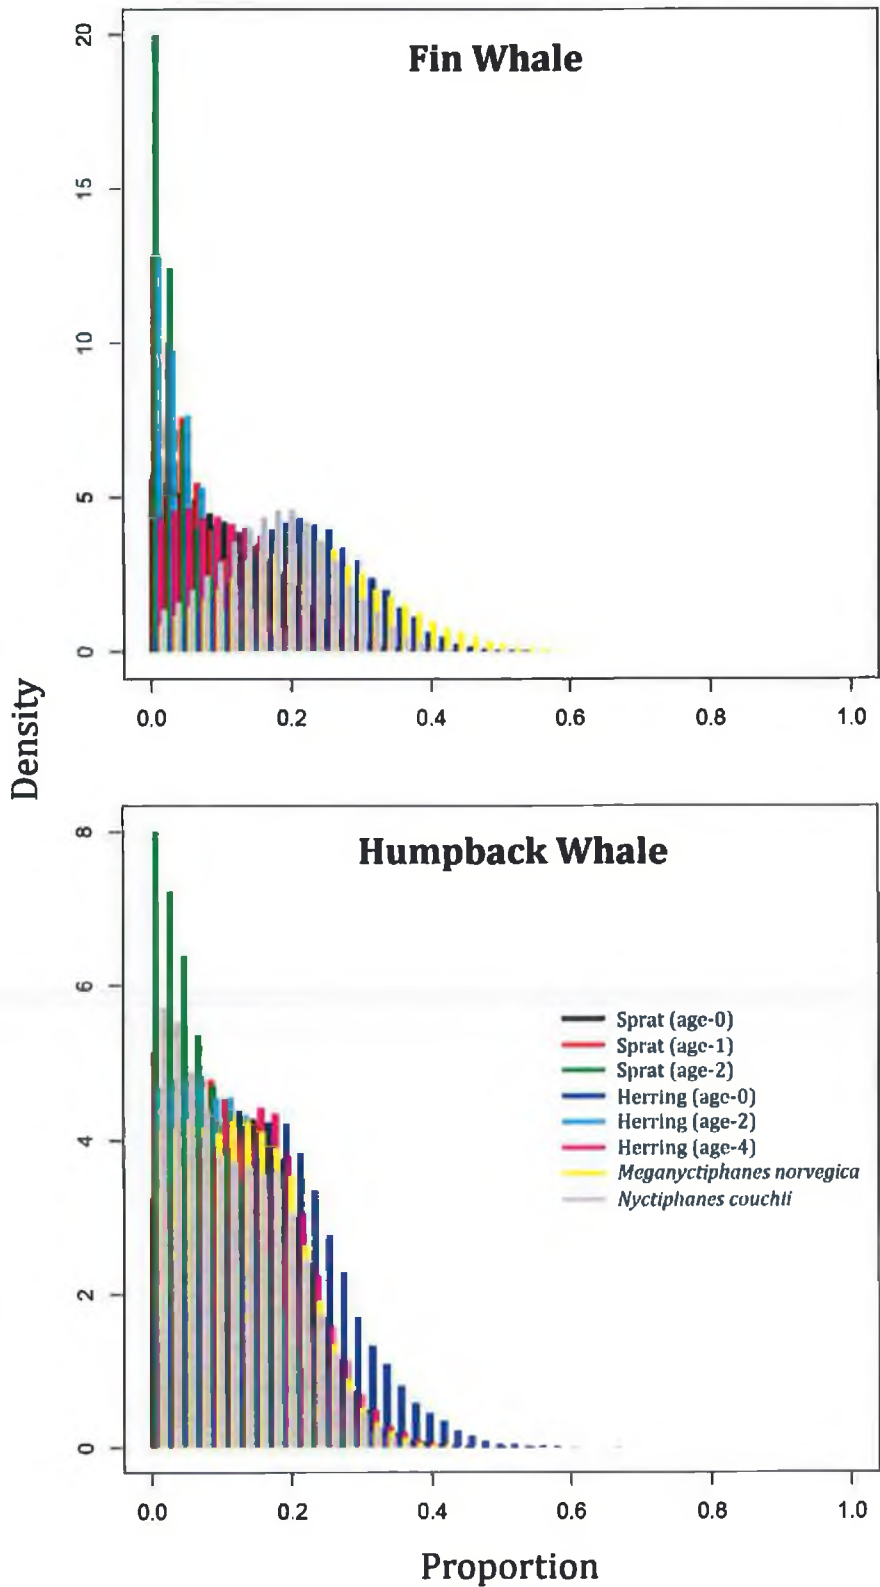 Fin Whale
20
15
10
5
0
0.0 0.2 0.4 0.6 0.8 1.0
Density
Humpback Whale
8
6
4
2
0
Sprat (age-0)
Sprat (age-1)
Sprat (age-2)
Herring (age-0)
Herring (age-2)
Herring (age-4)
Meganyctiphanes norvegica
Nyctiphanes couchii
0.0 0.2 0.4 0.6 0.8 1.0
Proportion